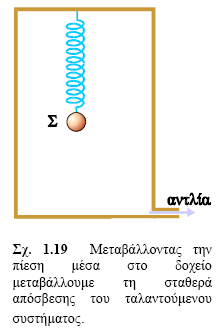 Σ
αντλία
Σχ. 1.19 Μεταβάλλοντας την
πίεση μέσα στο δοχείο
μεταβάλλουμε τη σταθερά
απόσβεσης του ταλαντούμενου
συστήματος.